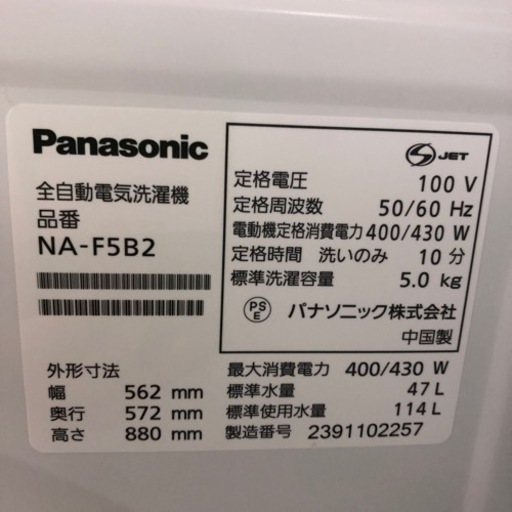 Panasonic
全自動電気洗濯機
品番
NA-F5B2
S JET
定格電圧 100 V
定格周波数 50/60 Hz
電動機定格消費電力 400/430 W
定格時間 洗いのみ 10 分
標準洗濯容量 5.0 kg
PS E パナソニック株式会社
中国製
外形寸法
幅 562 mm
奥行 572 mm
高さ 880 mm
最大消費電力 400/430 W
標準水量 47 L
標準使用水量 114 L
製造番号 2391102257